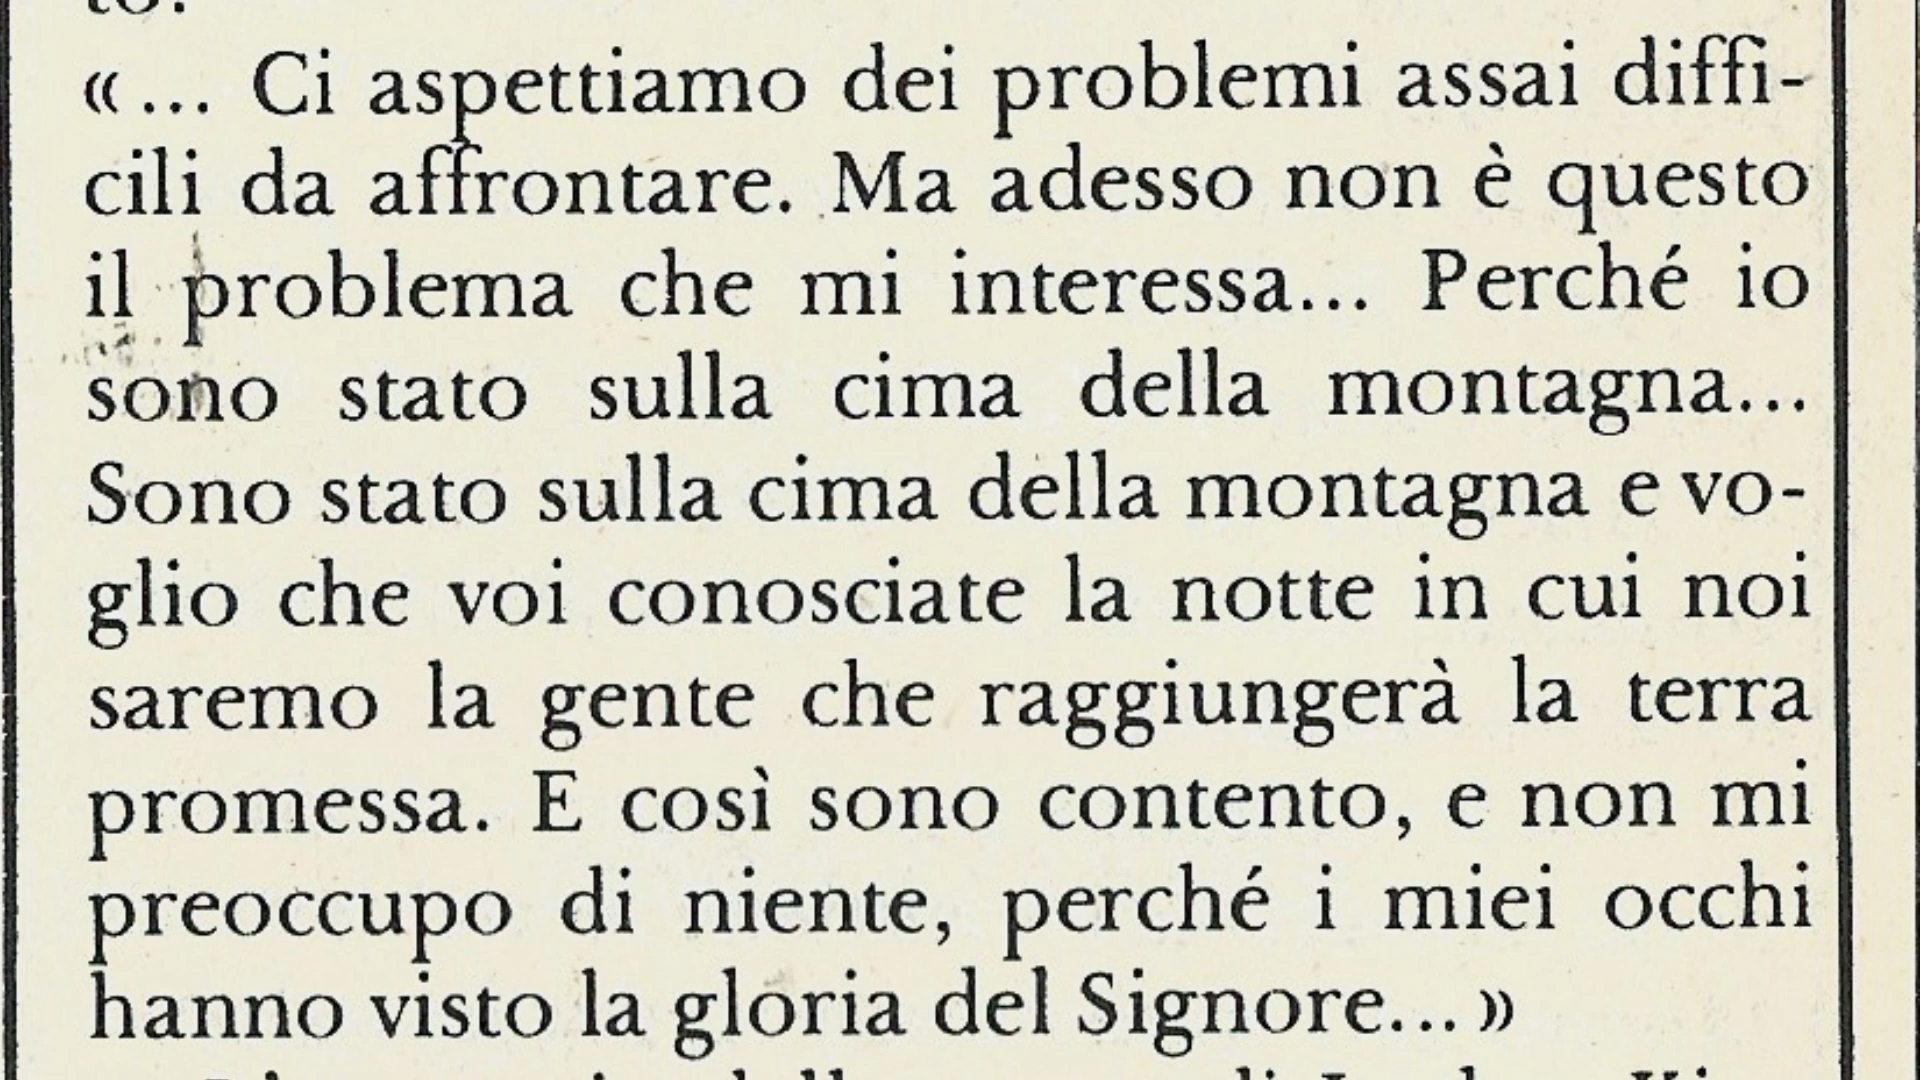 «... Ci aspettiamo dei problemi assai diffi-
cili da affrontare. Ma adesso non è questo
il problema che mi interessa... Perché io
sono stato sulla cima della montagna...
Sono stato sulla cima della montagna e vo-
glio che voi conosciate la notte in cui noi
saremo la gente che raggiungerà la terra
promessa. E così sono contento, e non mi
preoccupo di niente, perché i miei occhi
hanno visto la gloria del Signore...»